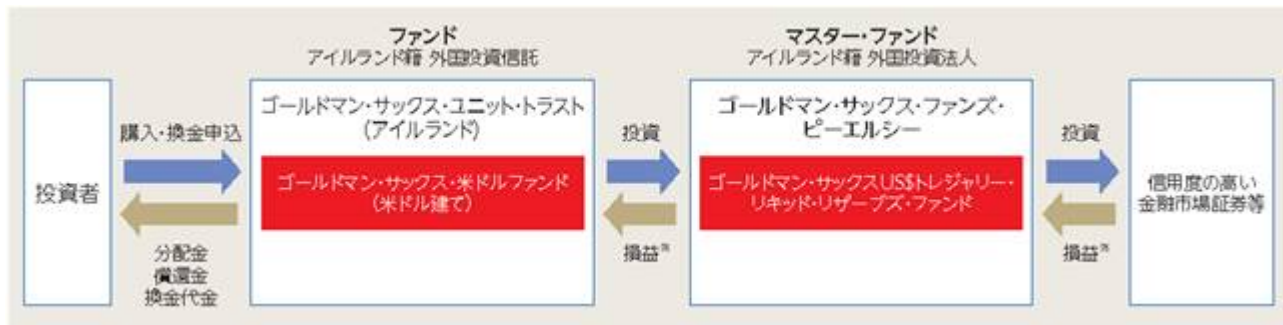 ファンド
アイルランド籍 外国投資信託
マスター・ファンド
アイルランド籍 外国投資法人
投資者
購入・換金申込
分配金
償還金
換金代金
ゴールドマン・サックス・ユニット・トラスト
(アイルランド)
ゴールドマン・サックス・米ドルファンド
(米ドル建て)
投資
損益
ゴールドマン・サックス・ファンズ・
ピーエルシー
ゴールドマン・サックスUS$トレジャリー・
リキッド・リザーブズ・ファンド
投資
損益
信用度の高い
金融市場証券等